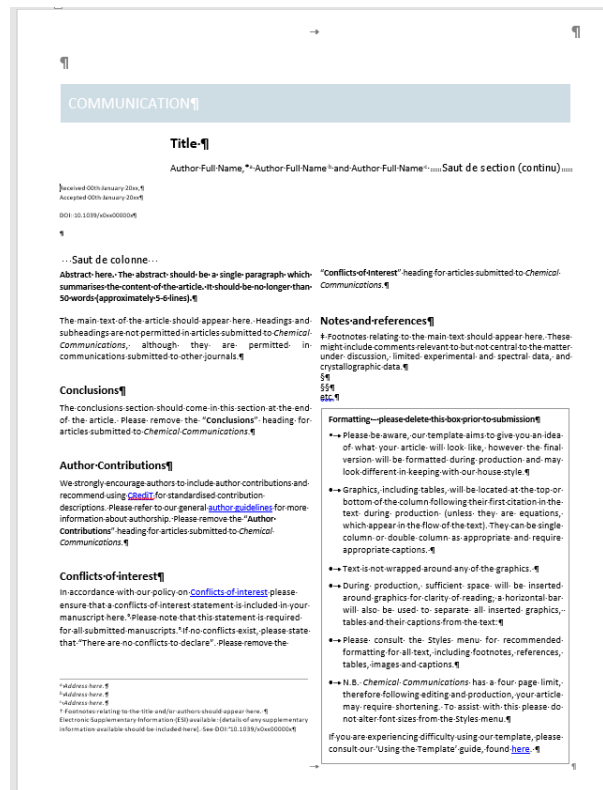 COMMUNICATION
Title
Author Full Name,*ᵃ Author Full Name ᵇ and Author Full Name ᶜ Saut de section (continu)
Received 00th January 20xx,
Accepted 00th January 20xx
DOI: 10.1039/x0xx00000x
Saut de colonne
Abstract here. The abstract should be a single paragraph which
summarises the content of the article. It should be no longer than
50 words (approximately 5-6 lines).
The main text of the article should appear here. Headings and
subheadings are not permitted in articles submitted to Chemical
Communications, although they are permitted in
communications submitted to other journals.
Conclusions
The conclusions section should come in this section at the end
of the article. Please remove the “Conclusions” heading for
articles submitted to Chemical Communications.
Author Contributions
We strongly encourage authors to include author contributions and
recommend using CRediT for standardised contribution
descriptions. Please refer to our general author guidelines for more
information about authorship. Please remove the “Author
Contributions” heading for articles submitted to Chemical
Communications.
Conflicts of interest
In accordance with our policy on Conflicts of interest please
ensure that a conflicts of interest statement is included in your
manuscript here. Please note that this statement is required
for all submitted manuscripts. If no conflicts exist, please state
that “There are no conflicts to declare”. Please remove the
ᵃ Address here.
ᵇ Address here.
ᶜ Address here.
† Footnotes relating to the title and/or authors should appear here.
Electronic Supplementary Information (ESI) available: [details of any supplementary
information available should be included here]. See DOI: 10.1039/x0xx00000x
“Conflicts of Interest” heading for articles submitted to Chemical
Communications.
Notes and references
‡ Footnotes relating to the main text should appear here. These
might include comments relevant to but not central to the matter
under discussion, limited experimental and spectral data, and
crystallographic data.
§
§§
etc.
Formatting – please delete this box prior to submission
• Please be aware, our template aims to give you an idea
of what your article will look like, however the final
version will be formatted during production and may
look different in keeping with our house style.
• Graphics, including tables, will be located at the top or
bottom of the column following their first citation in the
text during production (unless they are equations,
which appear in the flow of the text). They can be single
column or double column as appropriate and require
appropriate captions.
• Text is not wrapped around any of the graphics.
• During production, sufficient space will be inserted
around graphics for clarity of reading; a horizontal bar
will also be used to separate all inserted graphics,
tables and their captions from the text:
• Please consult the Styles menu for recommended
formatting for all text, including footnotes, references,
tables, images and captions.
• N.B. Chemical Communications has a four page limit,
therefore following editing and production, your article
may require shortening. To assist with this please do
not alter font sizes from the Styles menu.
If you are experiencing difficulty using our template, please
consult our ‘Using the Template’ guide, found here.